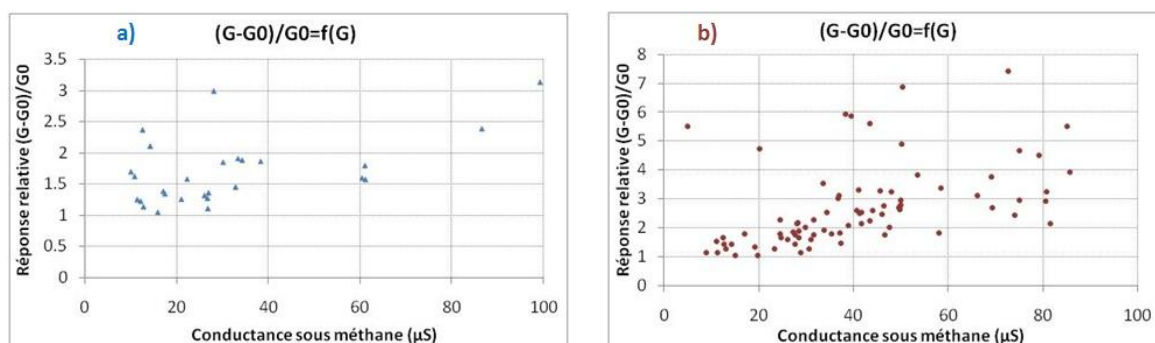 a)
(G-G0)/G0=f(G)
Réponse relative (G-G0)/G0
3.5
3
2.5
2
1.5
1
0.5
0
0 20 40 60 80 100
Conductance sous méthane (µS)
b)
(G-G0)/G0=f(G)
Réponse relative (G-G0)/G0
8
7
6
5
4
3
2
1
0
0 20 40 60 80 100
Conductance sous méthane (µS)